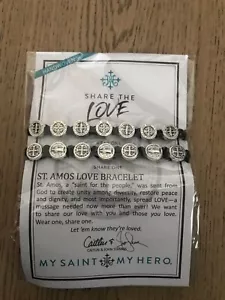 SHARE THE
LOVE
SHARE LIFE
ST. AMOS LOVE BRACELET
St. Amos, a "saint for the people," was sent from
God to create unity among diversity, restore peace
and dignity, and most importantly, spread LOVE—a
message needed now more than ever! We want
to share our love with you and those you love.
Wear one, share one.
Let 'em know they're loved.
MY SAINT MY HERO.